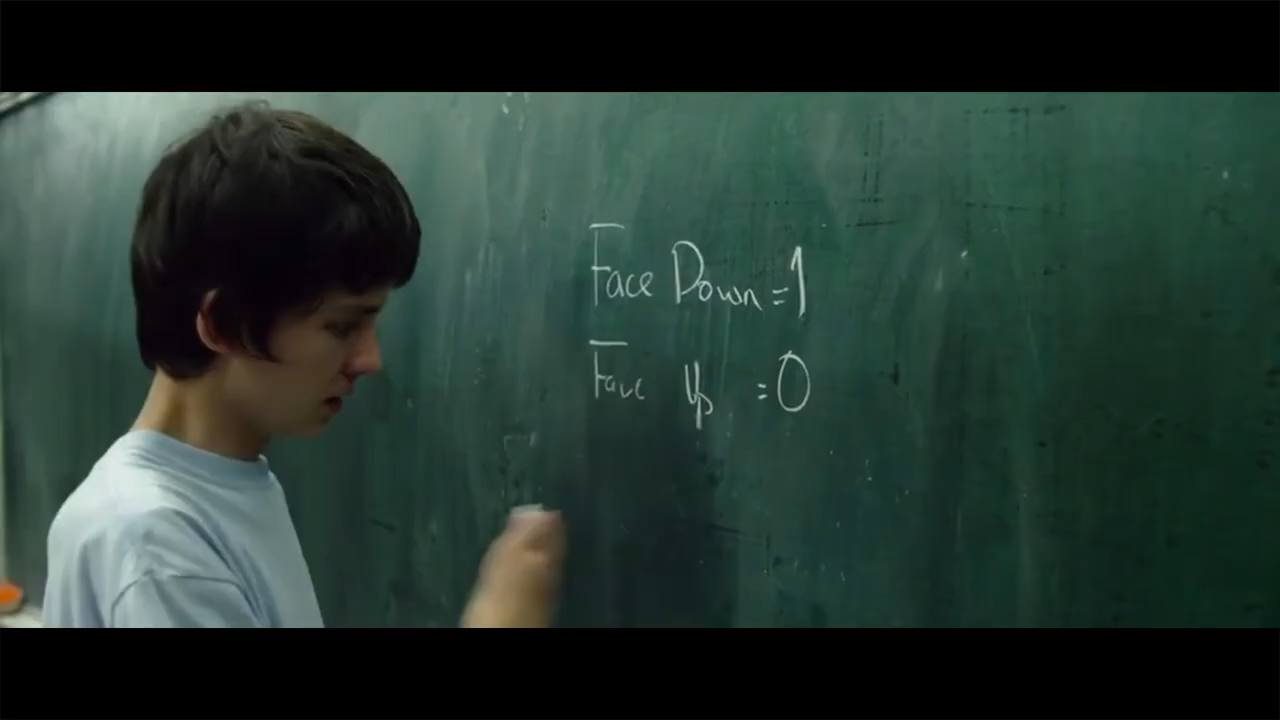 Face Down = 1
Face Up = 0